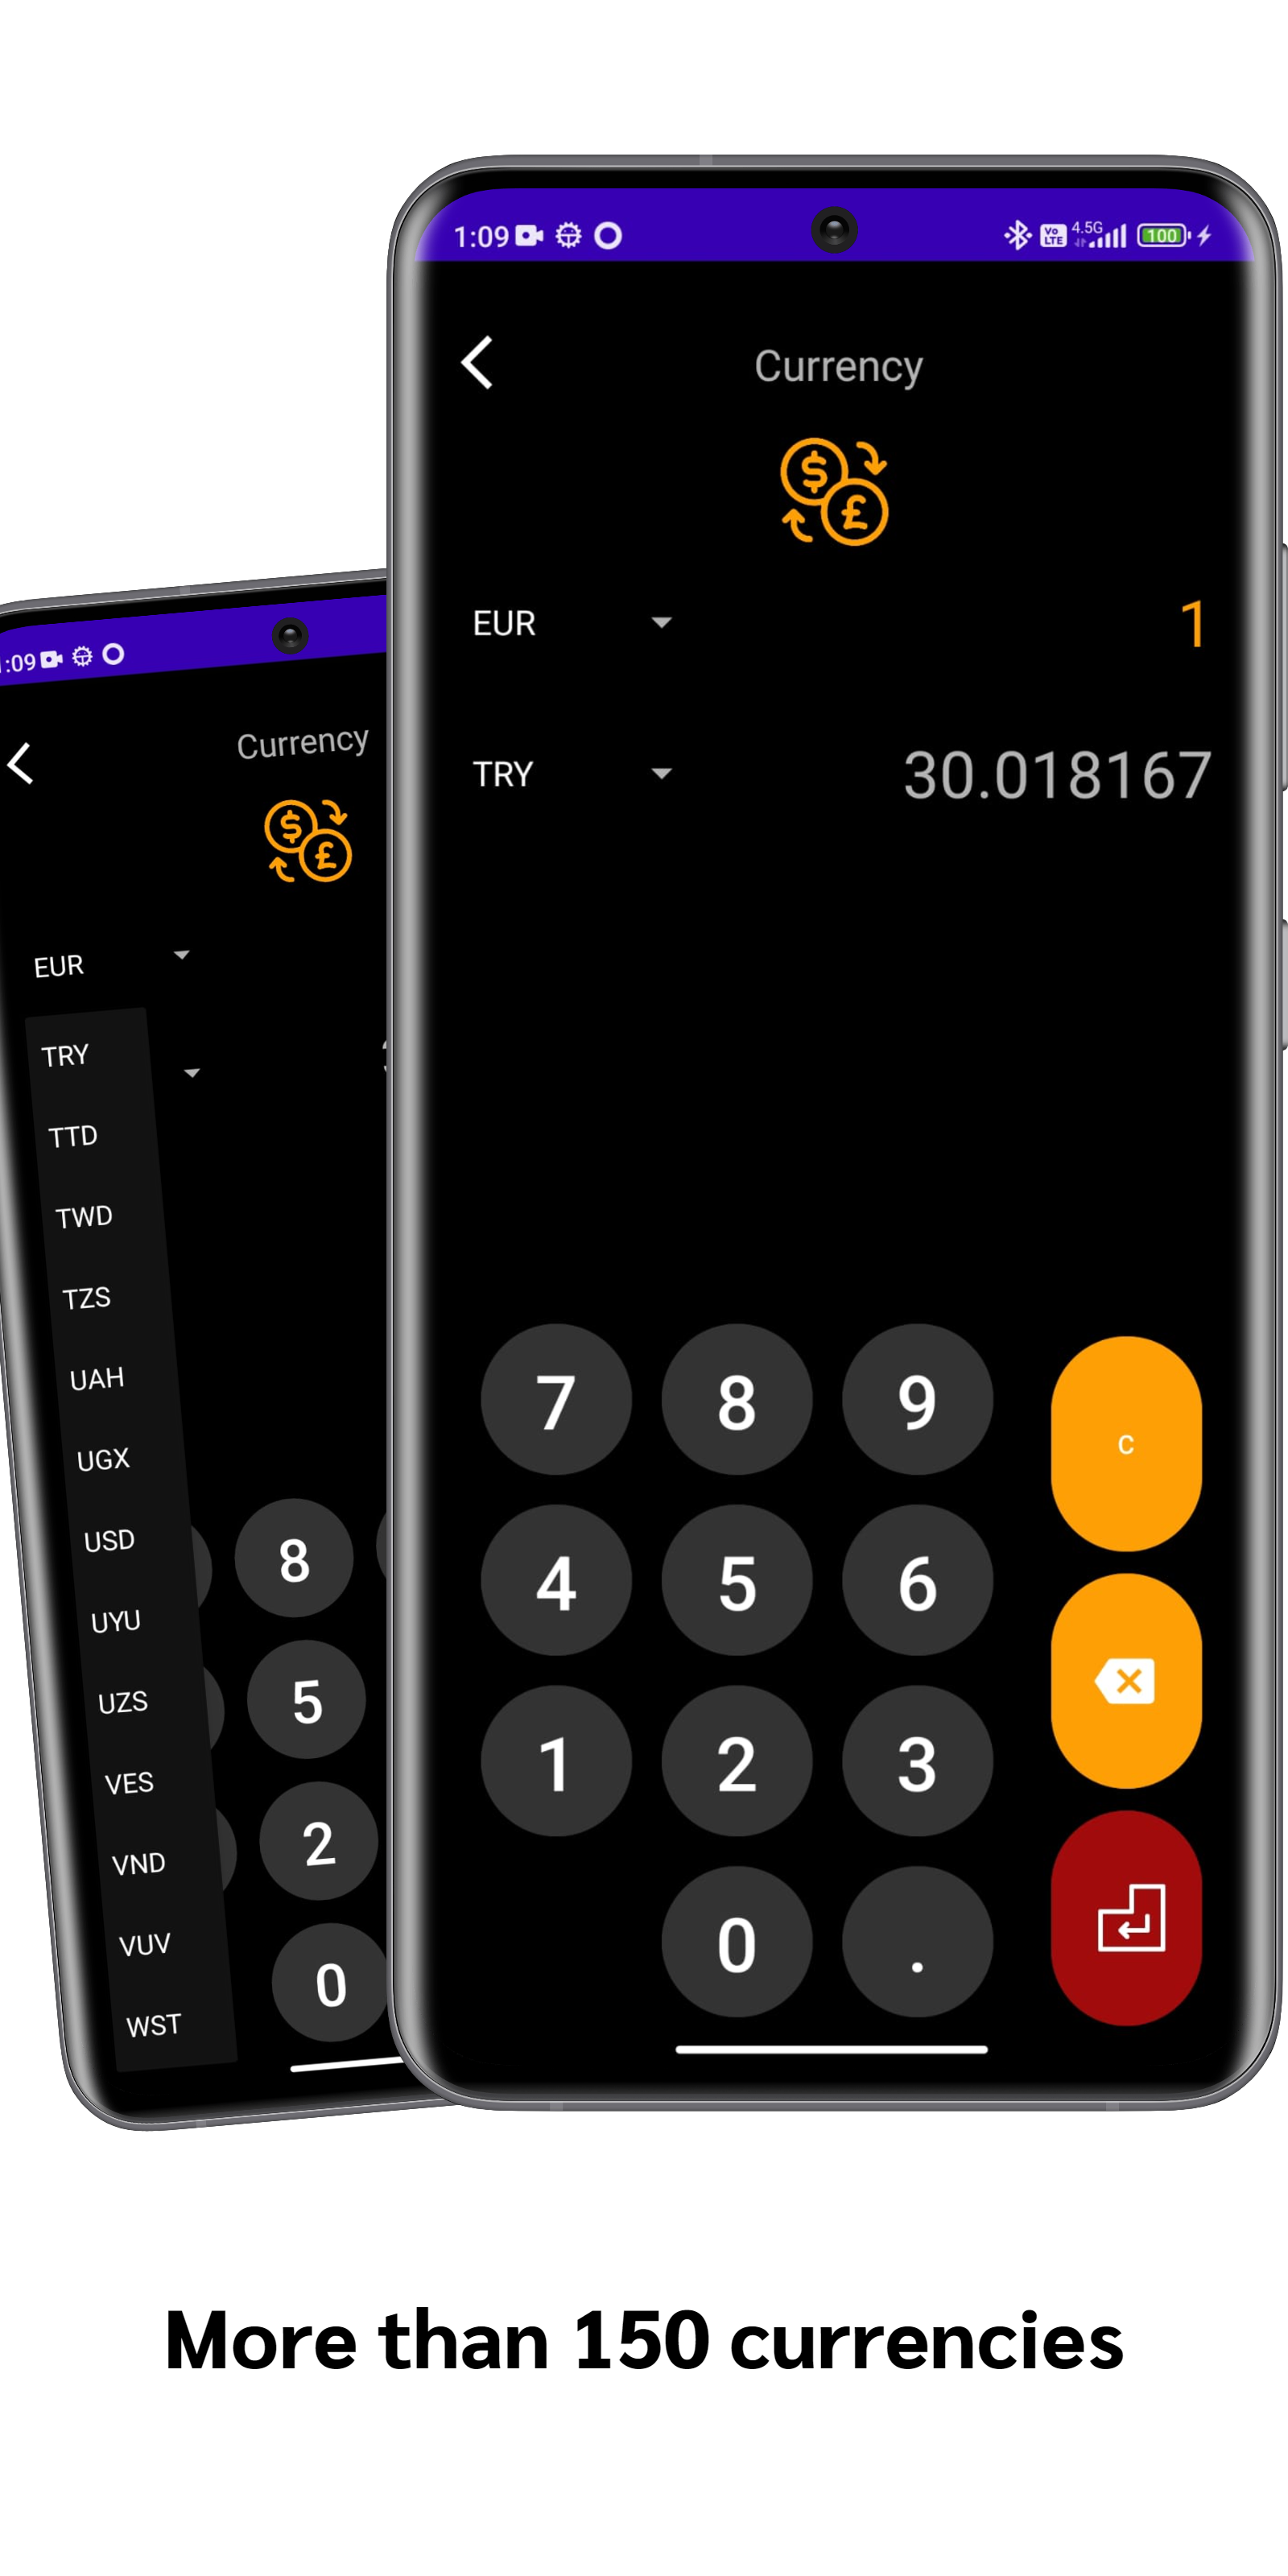 1:09
Vo LTE 4.5G 100
Currency
$
£
EUR 1
TRY 30.018167
7 8 9 C
4 5 6
1 2 3
0 .
:09
Currency
$
£
EUR
TRY
TTD
TWD
TZS
UAH
UGX
USD
UYU
UZS
VES
VND
VUV
WST
8
5
2
0
More than 150 currencies